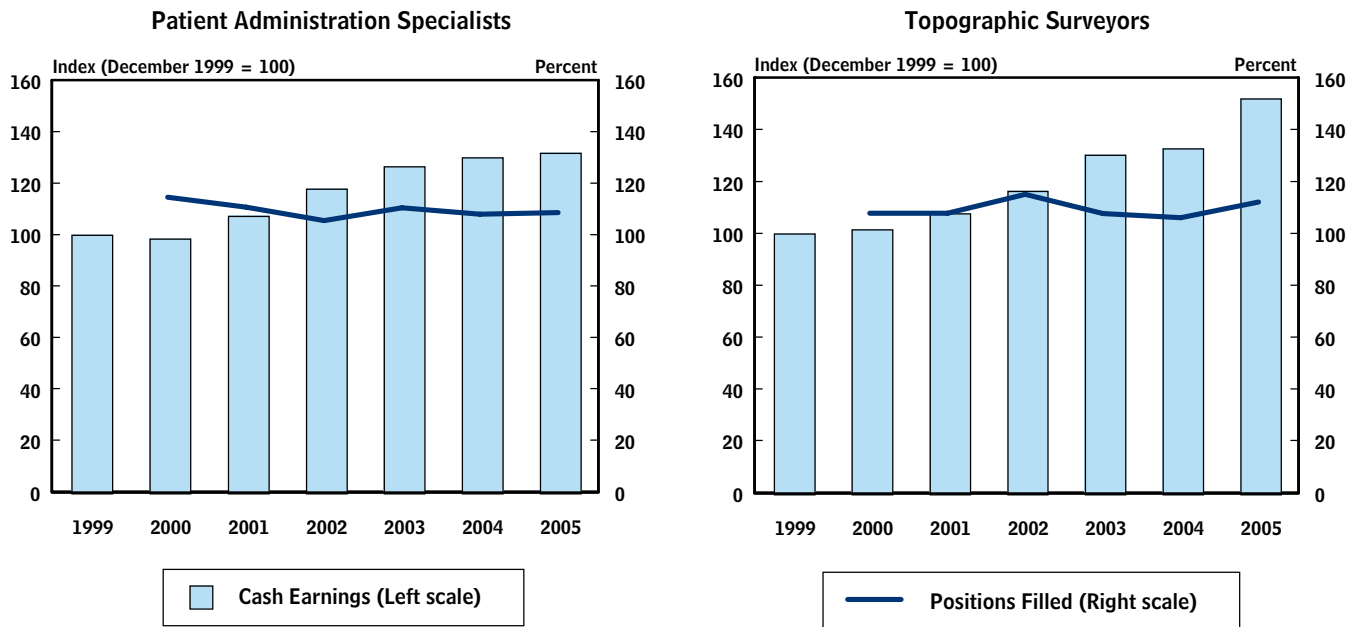 Patient Administration Specialists
Index (December 1999 = 100) Percent
160 160
140 140
120 120
100 100
80 80
60 60
40 40
20 20
0 0
1999 2000 2001 2002 2003 2004 2005
Cash Earnings (Left scale)
Topographic Surveyors
Index (December 1999 = 100) Percent
160 160
140 140
120 120
100 100
80 80
60 60
40 40
20 20
0 0
1999 2000 2001 2002 2003 2004 2005
Positions Filled (Right scale)